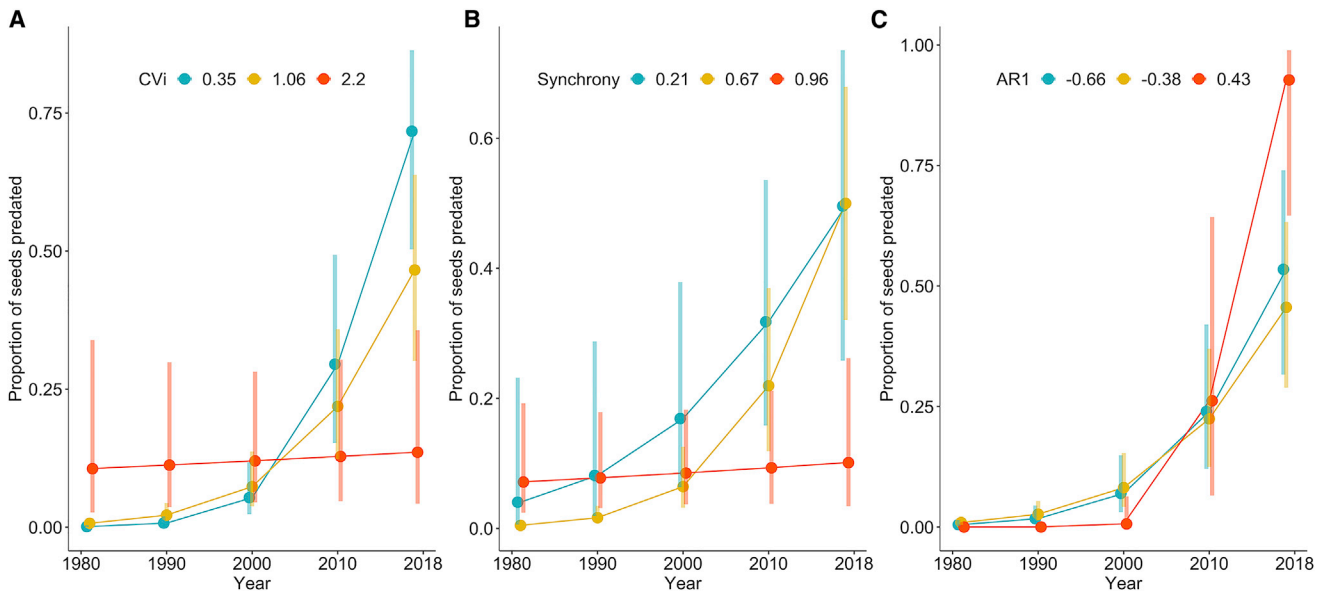 A
CVi 0.35 1.06 2.2
Proportion of seeds predated
0.75
0.50
0.25
0.00
1980 1990 2000 2010 2018
Year
B
Synchrony 0.21 0.67 0.96
Proportion of seeds predated
0.6
0.4
0.2
0.0
1980 1990 2000 2010 2018
Year
C
AR1 -0.66 -0.38 0.43
Proportion of seeds predated
1.00
0.75
0.50
0.25
0.00
1980 1990 2000 2010 2018
Year